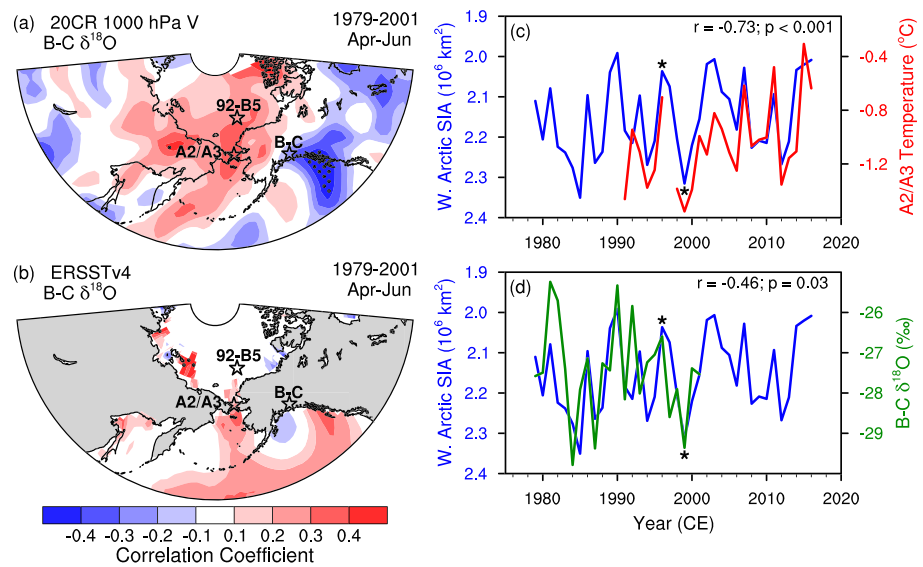 (a) 20CR 1000 hPa V 1979-2001
B-C δ18O Apr-Jun
92-B5
A2/A3
B-C
(b) ERSSTv4 1979-2001
B-C δ18O Apr-Jun
92-B5
A2/A3
B-C
-0.4 -0.3 -0.2 -0.1 0.1 0.2 0.3 0.4
Correlation Coefficient
(c)
r = -0.73; p < 0.001
W. Arctic SIA (10⁶ km²)
1.9
2.0
2.1
2.2
2.3
2.4
*
*
-0.4
-0.8
-1.2
A2/A3 Temperature (°C)
1980 1990 2000 2010 2020
(d)
r = -0.46; p = 0.03
W. Arctic SIA (10⁶ km²)
1.9
2.0
2.1
2.2
2.3
2.4
*
*
-26
-27
-28
-29
B-C δ18O (‰)
1980 1990 2000 2010 2020
Year (CE)